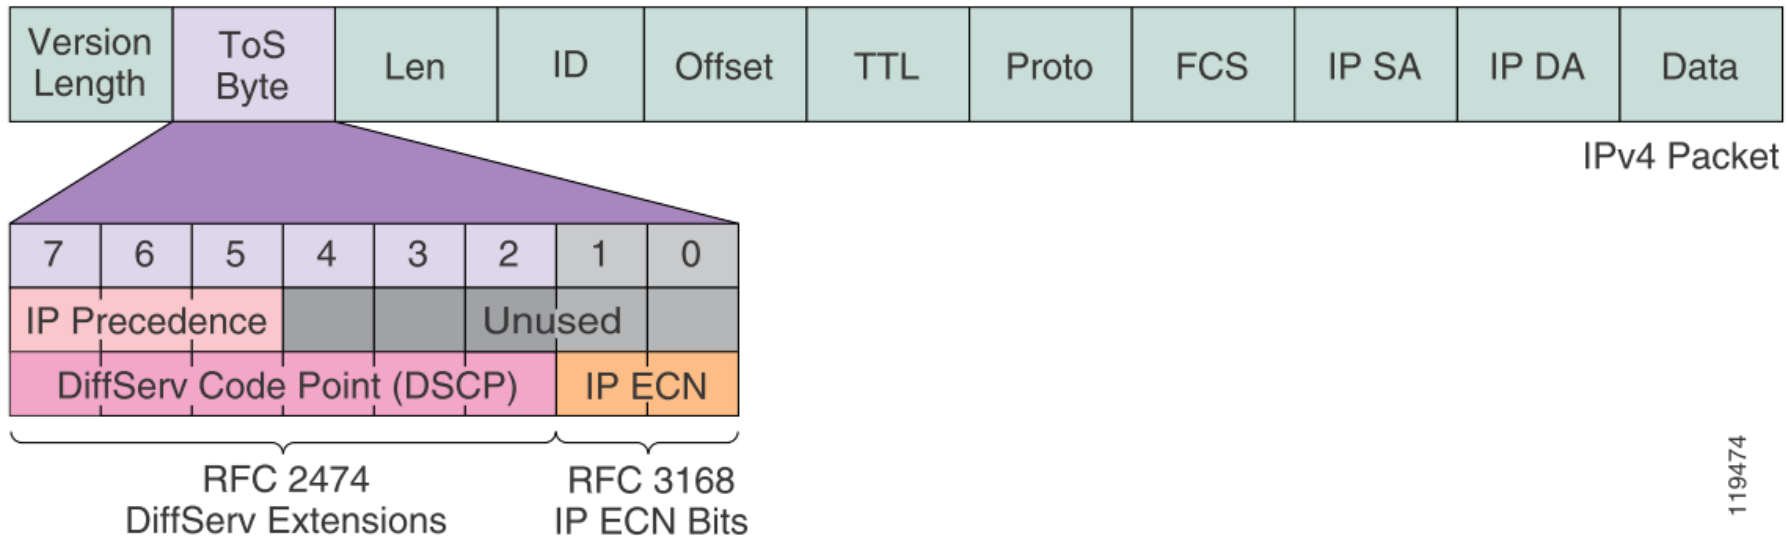 Version Length ToS Byte Len ID Offset TTL Proto FCS IP SA IP DA Data
IPv4 Packet
7 6 5 4 3 2 1 0
IP Precedence Unused
DiffServ Code Point (DSCP) IP ECN
RFC 2474 RFC 3168
DiffServ Extensions IP ECN Bits
119474